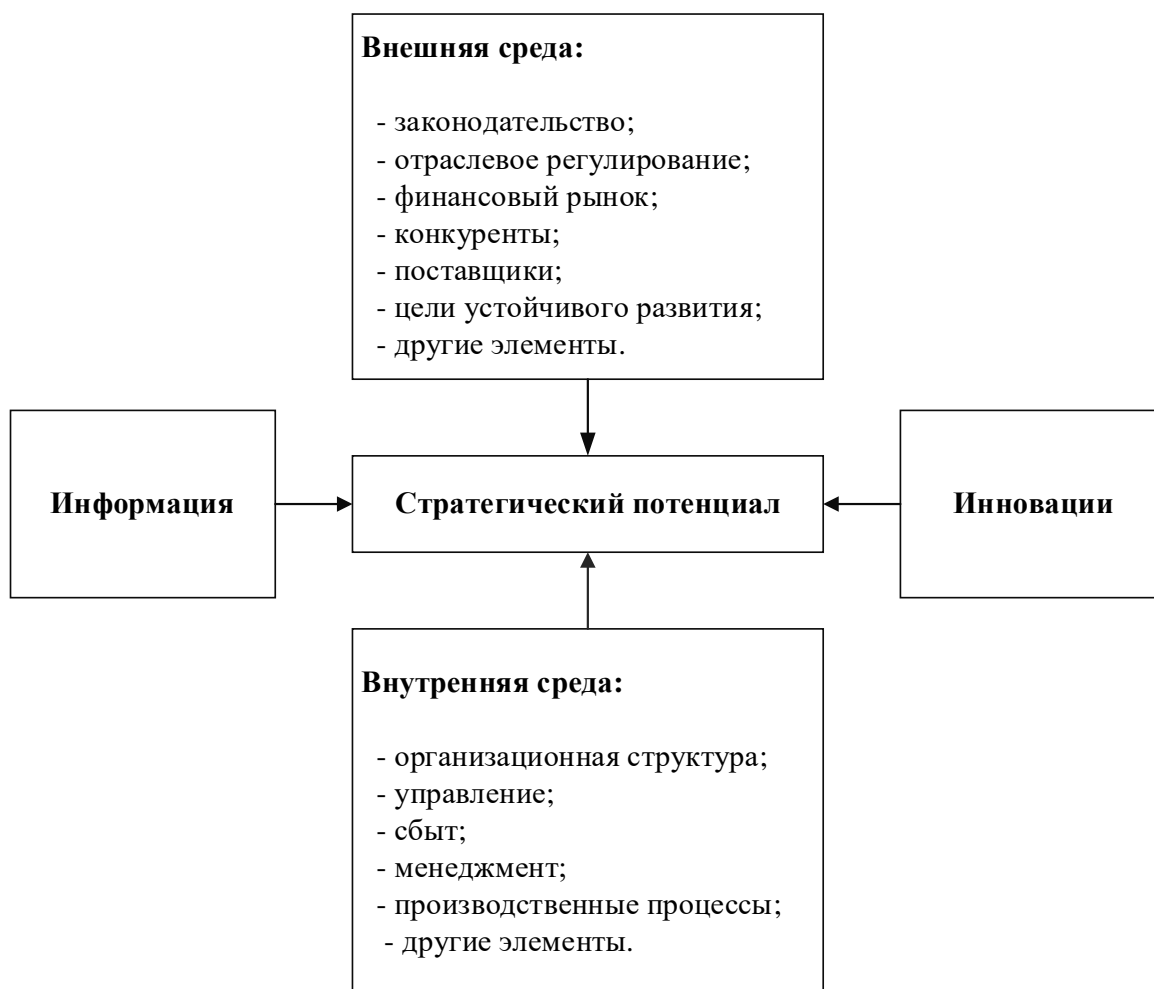 Внешняя среда:
- законодательство;
- отраслевое регулирование;
- финансовый рынок;
- конкуренты;
- поставщики;
- цели устойчивого развития;
- другие элементы.
Информация
Стратегический потенциал
Инновации
Внутренняя среда:
- организационная структура;
- управление;
- сбыт;
- менеджмент;
- производственные процессы;
- другие элементы.